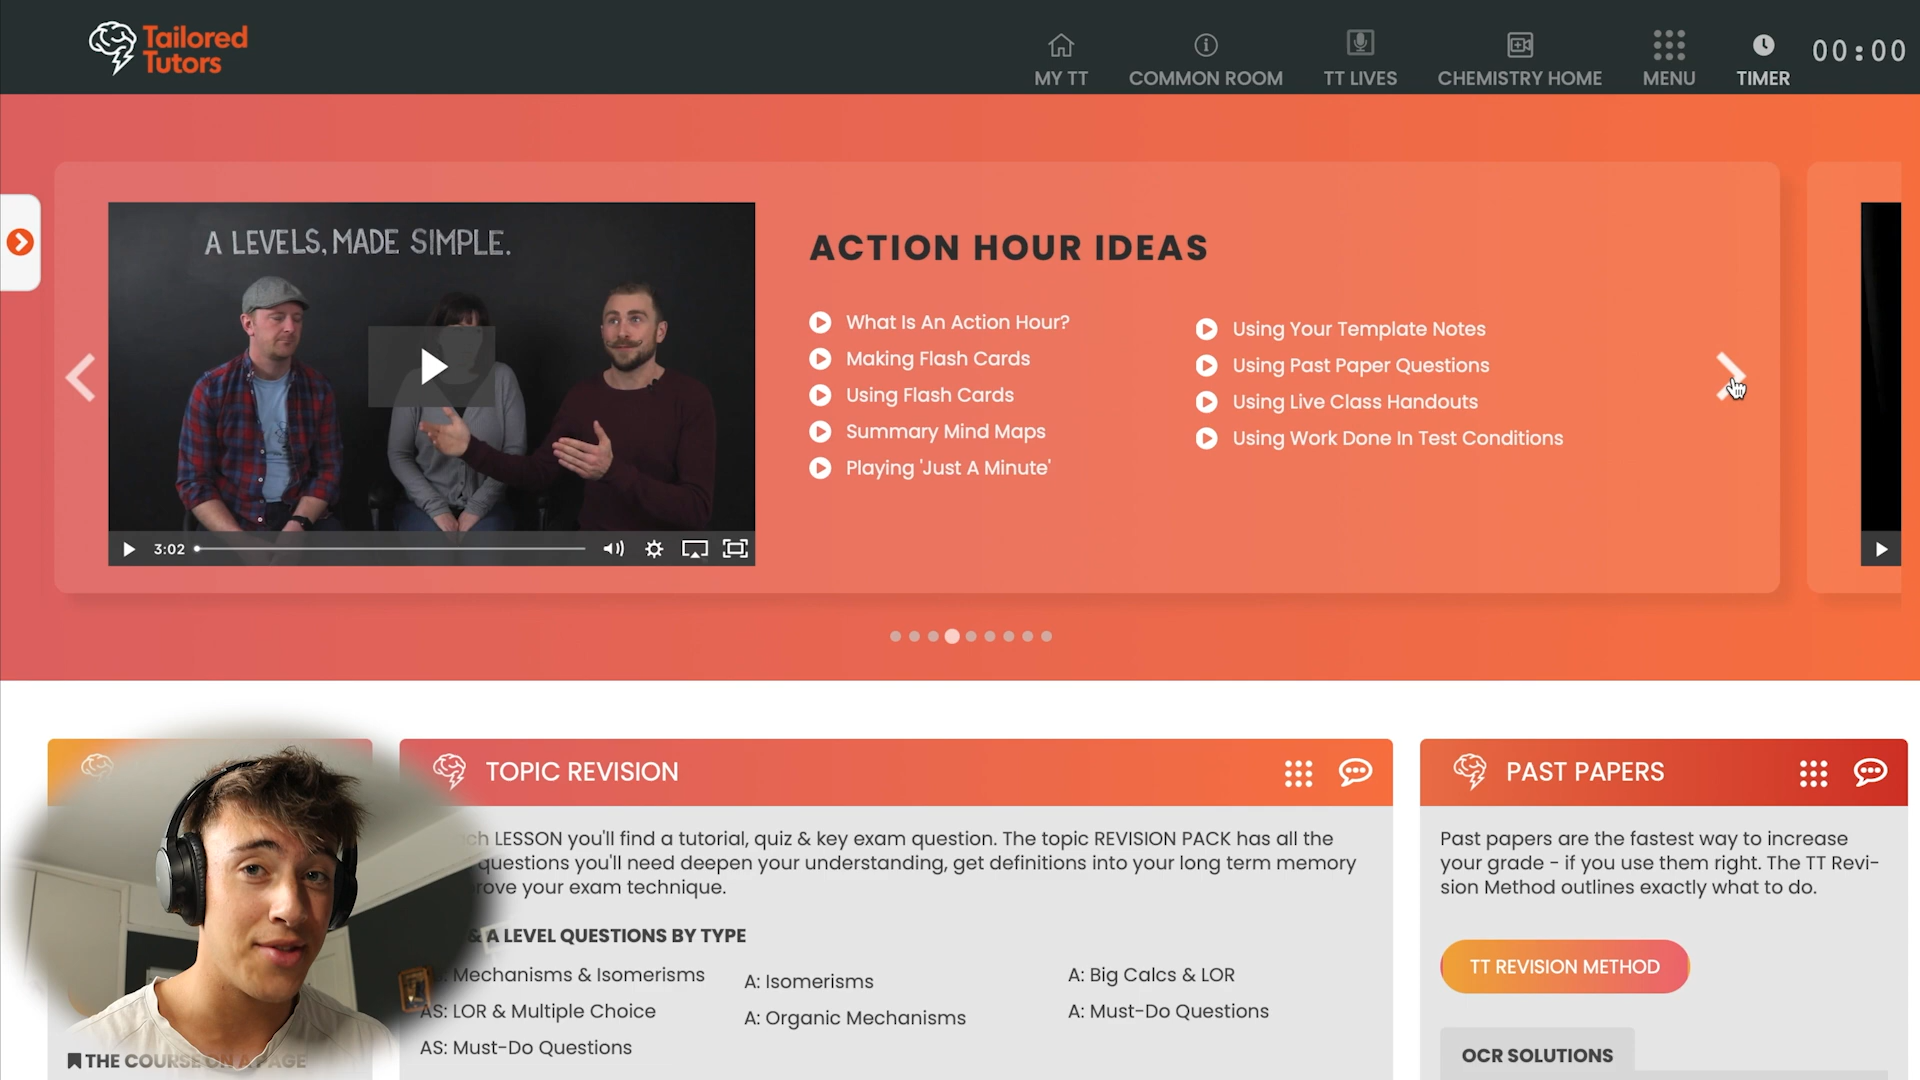 Tailored
Tutors
MY TT
COMMON ROOM
TT LIVES
CHEMISTRY HOME
MENU
TIMER
00:00
A LEVELS, MADE SIMPLE.
3:02
ACTION HOUR IDEAS
What Is An Action Hour?
Making Flash Cards
Using Flash Cards
Summary Mind Maps
Playing 'Just A Minute'
Using Your Template Notes
Using Past Paper Questions
Using Live Class Handouts
Using Work Done In Test Conditions
THE COURSE ON A PAGE
TOPIC REVISION
LESSON you'll find a tutorial, quiz & key exam question. The topic REVISION PACK has all the
questions you'll need deepen your understanding, get definitions into your long term memory
your exam technique.
& A LEVEL QUESTIONS BY TYPE
Mechanisms & Isomerisms
AS: LOR & Multiple Choice
AS: Must-Do Questions
A: Isomerisms
A: Organic Mechanisms
A: Big Calcs & LOR
A: Must-Do Questions
PAST PAPERS
Past papers are the fastest way to increase
your grade - if you use them right. The TT Revi-
sion Method outlines exactly what to do.
TT REVISION METHOD
OCR SOLUTIONS